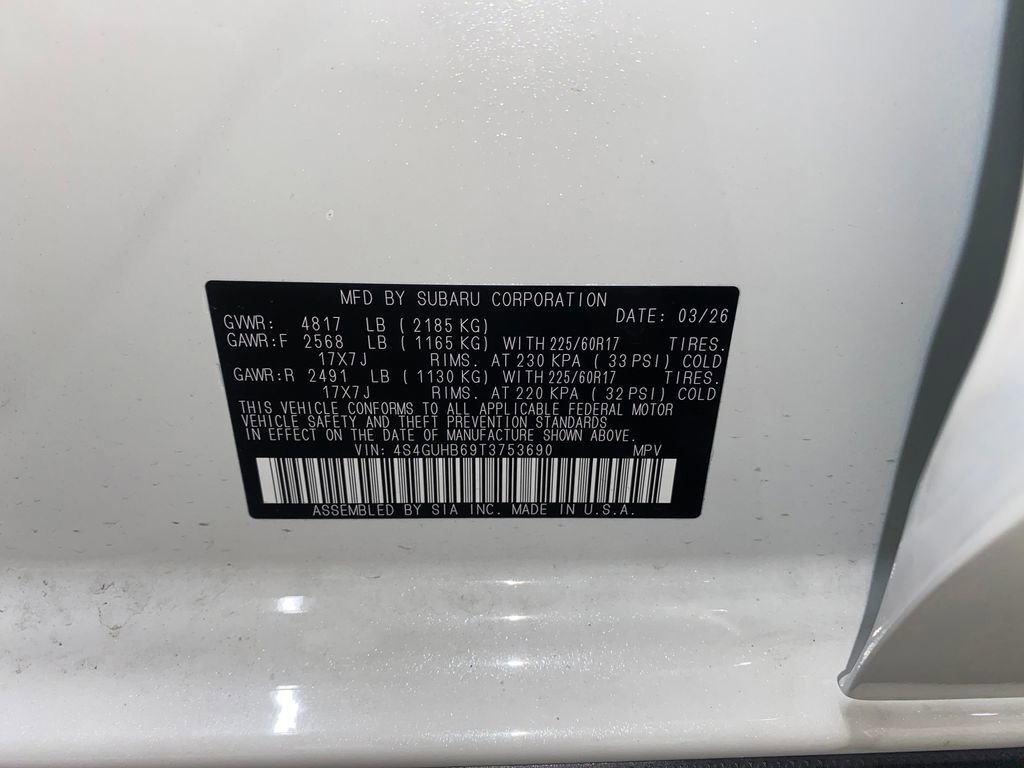 MFD BY SUBARU CORPORATION
DATE: 03/26
GVWR: 4817 LB ( 2185 KG)
GAWR:F 2568 LB ( 1165 KG) WITH 225/60R17 TIRES.
17X7J RIMS. AT 230 KPA ( 33 PSI) COLD
GAWR:R 2491 LB ( 1130 KG) WITH 225/60R17 TIRES.
17X7J RIMS. AT 220 KPA ( 32 PSI) COLD
THIS VEHICLE CONFORMS TO ALL APPLICABLE FEDERAL MOTOR
VEHICLE SAFETY AND THEFT PREVENTION STANDARDS
IN EFFECT ON THE DATE OF MANUFACTURE SHOWN ABOVE.
VIN: 4S4GUHB69T3753690 MPV
ASSEMBLED BY SIA INC. MADE IN U.S.A.